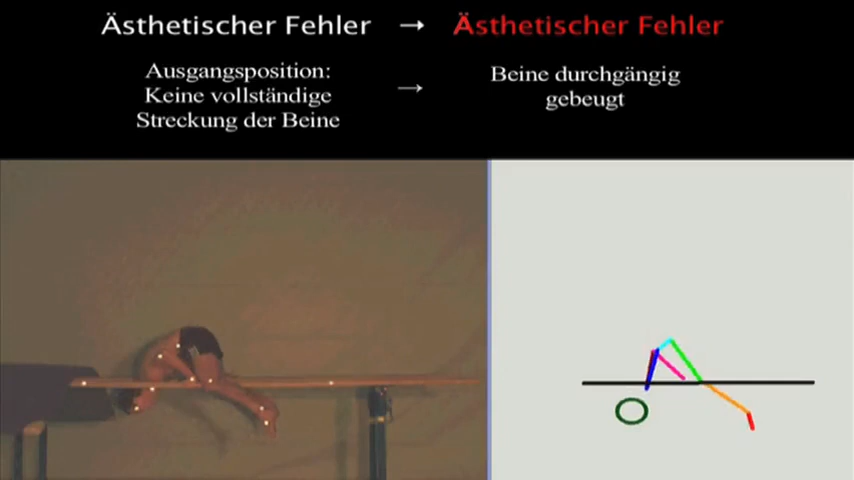 Ästhetischer Fehler → Ästhetischer Fehler
Ausgangsposition:
Keine vollständige
Streckung der Beine
→
Beine durchgängig
gebeugt